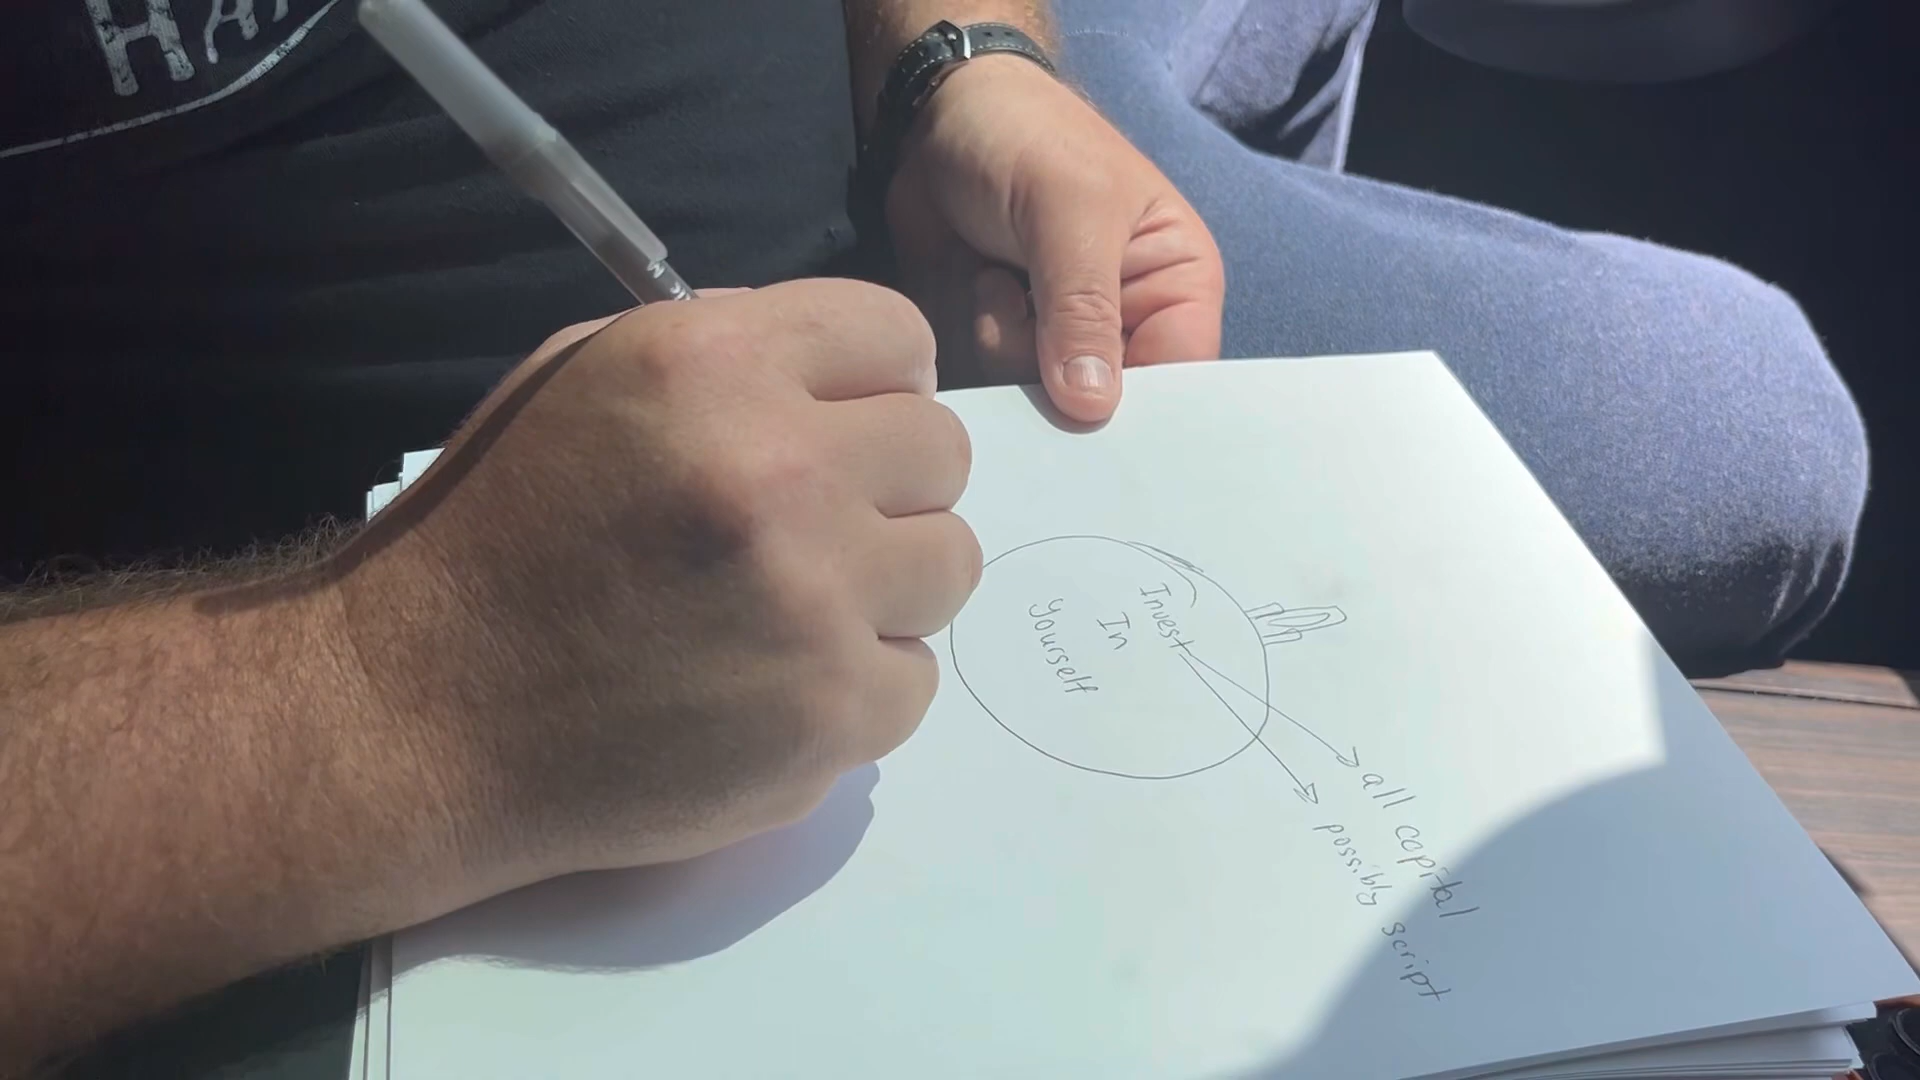 Invest
In
Yourself
all capital
possibly script